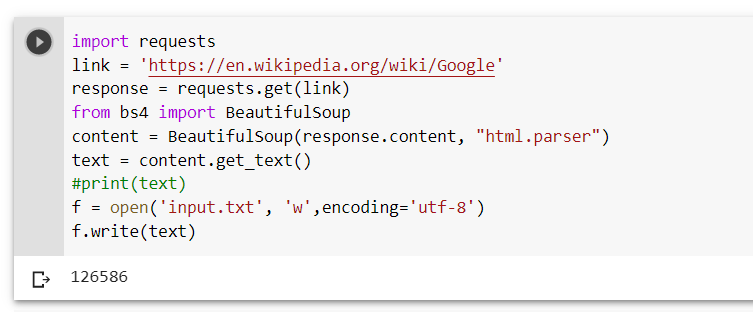 import requests
link = 'https://en.wikipedia.org/wiki/Google'
response = requests.get(link)
from bs4 import BeautifulSoup
content = BeautifulSoup(response.content, "html.parser")
text = content.get_text()
#print(text)
f = open('input.txt', 'w',encoding='utf-8')
f.write(text)
126586